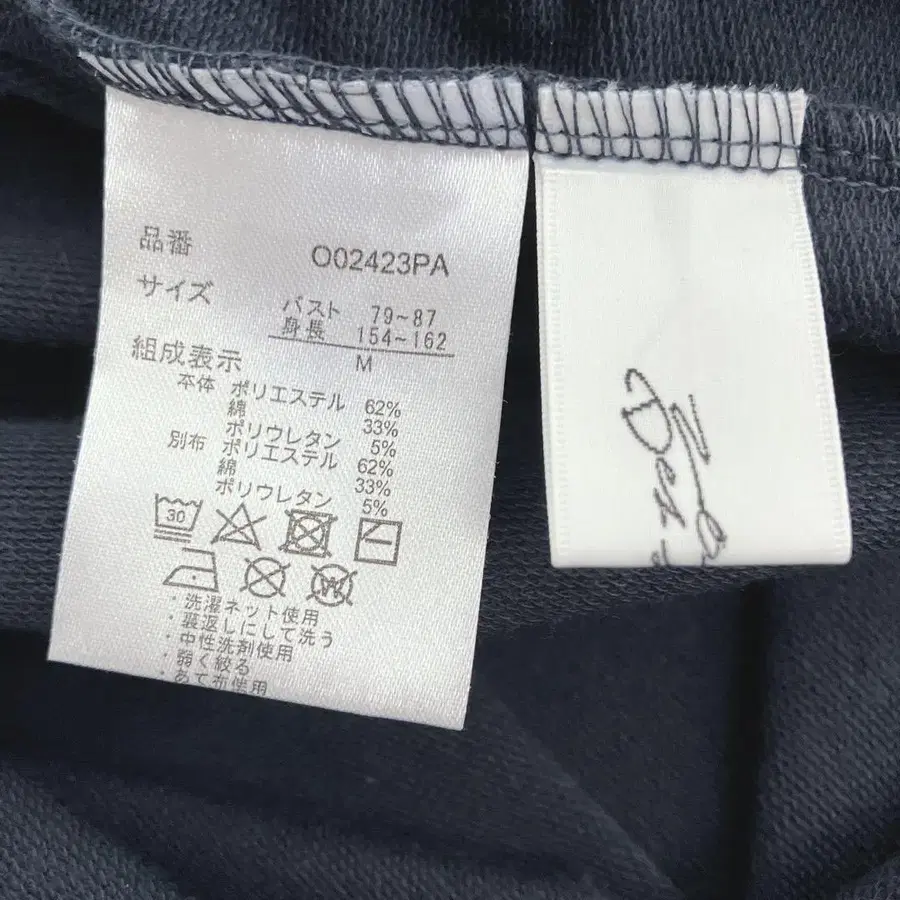 品番 O02423PA
サイズ バスト 79~87
身長 154~162
M
組成表示
本体 ポリエステル 62%
綿 33%
ポリウレタン 5%
別布 ポリエステル 62%
綿 33%
ポリウレタン 5%
30
W
・洗濯ネット使用
・裏返しにして洗う
・中性洗剤使用
・弱く絞る
・あて布使用